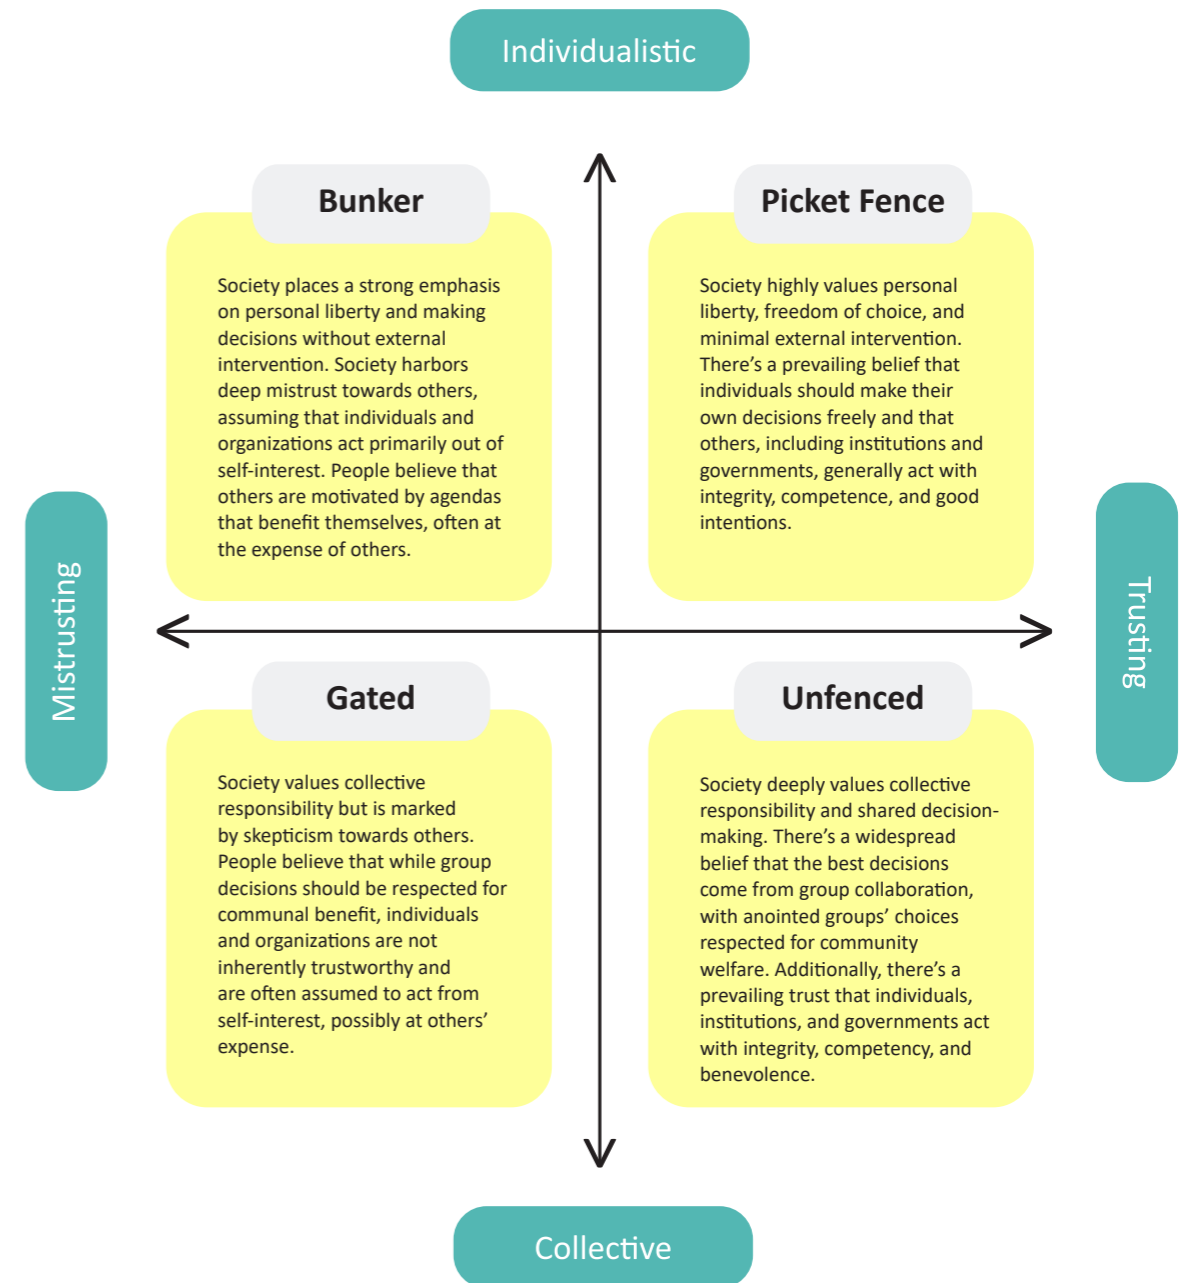 Individualistic
Bunker
Society places a strong emphasis
on personal liberty and making
decisions without external
intervention. Society harbors
deep mistrust towards others,
assuming that individuals and
organizations act primarily out of
self-interest. People believe that
others are motivated by agendas
that benefit themselves, often at
the expense of others.
Picket Fence
Society highly values personal
liberty, freedom of choice, and
minimal external intervention.
There’s a prevailing belief that
individuals should make their
own decisions freely and that
others, including institutions and
governments, generally act with
integrity, competence, and good
intentions.
Mistrusting
Trusting
Gated
Society values collective
responsibility but is marked
by skepticism towards others.
People believe that while group
decisions should be respected for
communal benefit, individuals
and organizations are not
inherently trustworthy and
are often assumed to act from
self-interest, possibly at others’
expense.
Unfenced
Society deeply values collective
responsibility and shared decision-
making. There’s a widespread
belief that the best decisions
come from group collaboration,
with anointed groups’ choices
respected for community
welfare. Additionally, there’s a
prevailing trust that individuals,
institutions, and governments act
with integrity, competency, and
benevolence.
Collective